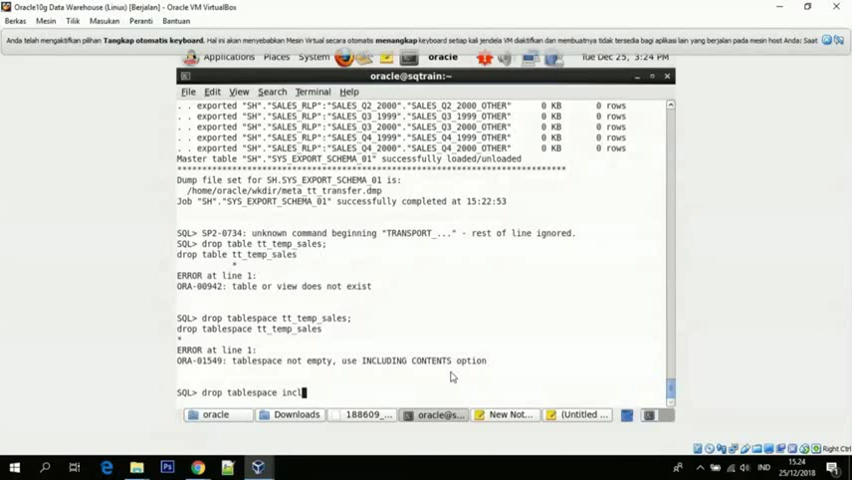 Oracle10g Data Warehouse (Linux) [Berjalan] - Oracle VM VirtualBox
Berkas Mesin Tilik Masukan Peranti Bantuan
Anda telah mengaktifkan pilihan Tangkap otomatis keyboard. Hal ini akan menyebabkan Mesin Virtual secara otomatis menangkap keyboard setiap kali jendela VM diaktifkan dan membuatnya tidak tersedia bagi aplikasi lain yang berjalan pada mesin host Anda: Saat
Applications Places System oracle Tue Dec 25, 3:24 PM
oracle@sqtrain:~
File Edit View Search Terminal Help
. . exported "SH"."SALES_RLP":"SALES_Q2_2000"."SALES_Q2_2000_OTHER" 0 KB 0 rows
. . exported "SH"."SALES_RLP":"SALES_Q3_1999"."SALES_Q3_1999_OTHER" 0 KB 0 rows
. . exported "SH"."SALES_RLP":"SALES_Q3_2000"."SALES_Q3_2000_OTHER" 0 KB 0 rows
. . exported "SH"."SALES_RLP":"SALES_Q4_1999"."SALES_Q4_1999_OTHER" 0 KB 0 rows
. . exported "SH"."SALES_RLP":"SALES_Q4_2000"."SALES_Q4_2000_OTHER" 0 KB 0 rows
Master table "SH"."SYS_EXPORT_SCHEMA_01" successfully loaded/unloaded
******************************************************************************
Dump file set for SH.SYS_EXPORT_SCHEMA_01 is:
/home/oracle/wkdir/meta_tt_transfer.dmp
Job "SH"."SYS_EXPORT_SCHEMA_01" successfully completed at 15:22:53
SQL> SP2-0734: unknown command beginning "TRANSPORT_..." - rest of line ignored.
SQL> drop table tt_temp_sales;
drop table tt_temp_sales
*
ERROR at line 1:
ORA-00942: table or view does not exist
SQL> drop tablespace tt_temp_sales;
drop tablespace tt_temp_sales
*
ERROR at line 1:
ORA-01549: tablespace not empty, use INCLUDING CONTENTS option
SQL> drop tablespace incl
oracle Downloads 188609_... oracle@s... New Not... (Untitled ...
Right Ctrl
IND 15.24
25/12/2018